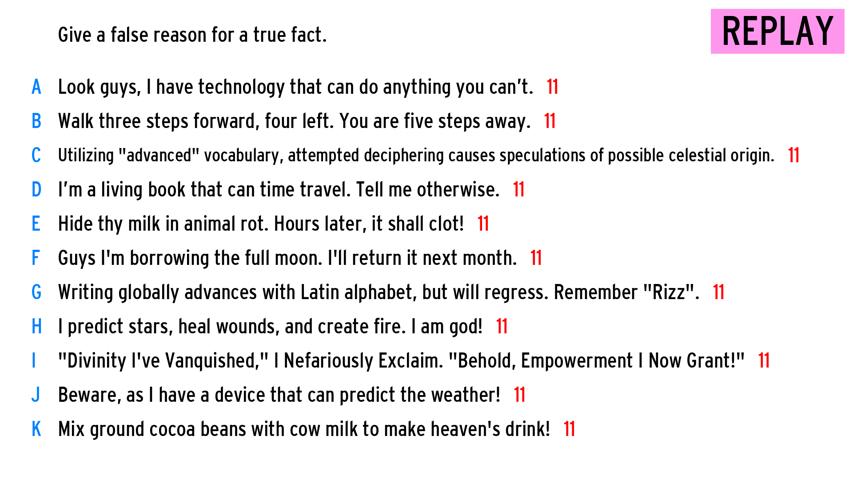 Give a false reason for a true fact.
REPLAY
A Look guys, I have technology that can do anything you can't. 11
B Walk three steps forward, four left. You are five steps away. 11
C Utilizing "advanced" vocabulary, attempted deciphering causes speculations of possible celestial origin. 11
D I'm a living book that can time travel. Tell me otherwise. 11
E Hide thy milk in animal rot. Hours later, it shall clot! 11
F Guys I'm borrowing the full moon. I'll return it next month. 11
G Writing globally advances with Latin alphabet, but will regress. Remember "Rizz". 11
H I predict stars, heal wounds, and create fire. I am god! 11
I "Divinity I've Vanquished," I Nefariously Exclaim. "Behold, Empowerment I Now Grant!" 11
J Beware, as I have a device that can predict the weather! 11
K Mix ground cocoa beans with cow milk to make heaven's drink! 11